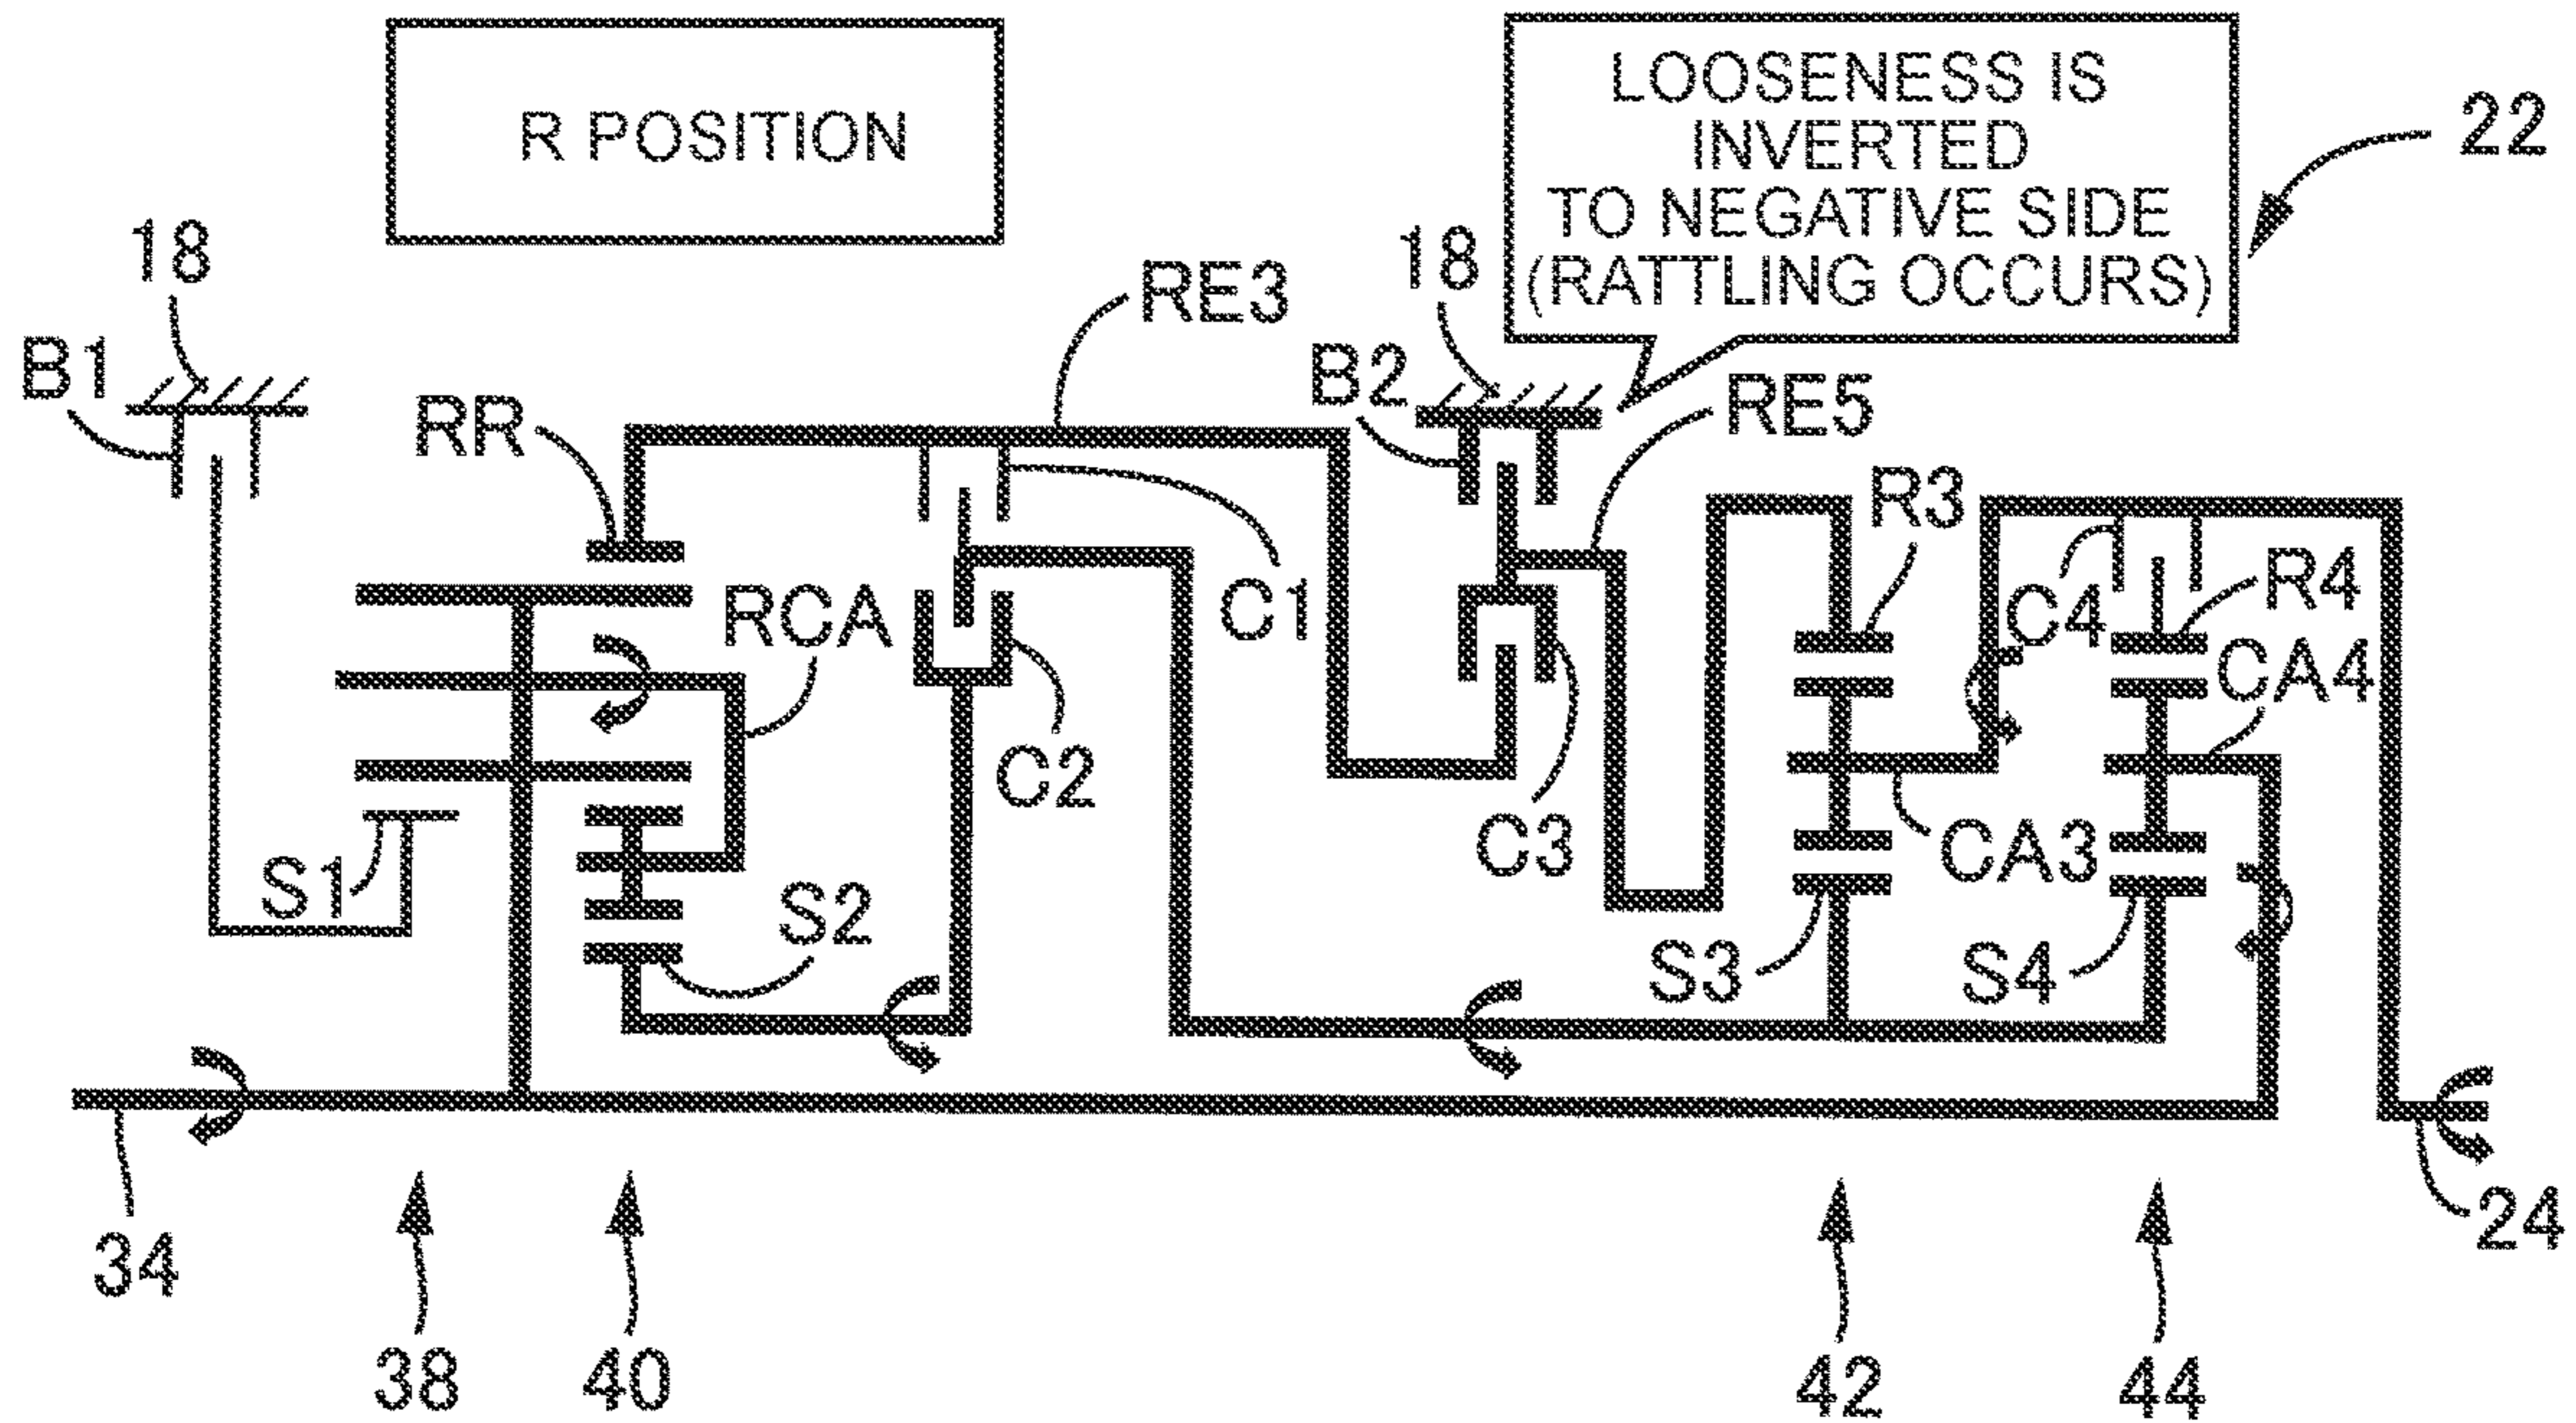 R POSITION
LOOSENESS IS
INVERTED
TO NEGATIVE SIDE
(RATTLING OCCURS)
22
18
18
RE3
B1
B2
RE5
RR
R3
C1
C4
R4
RCA
CA4
C2
C3
CA3
S1
S2
S3
S4
34
24
38
40
42
44